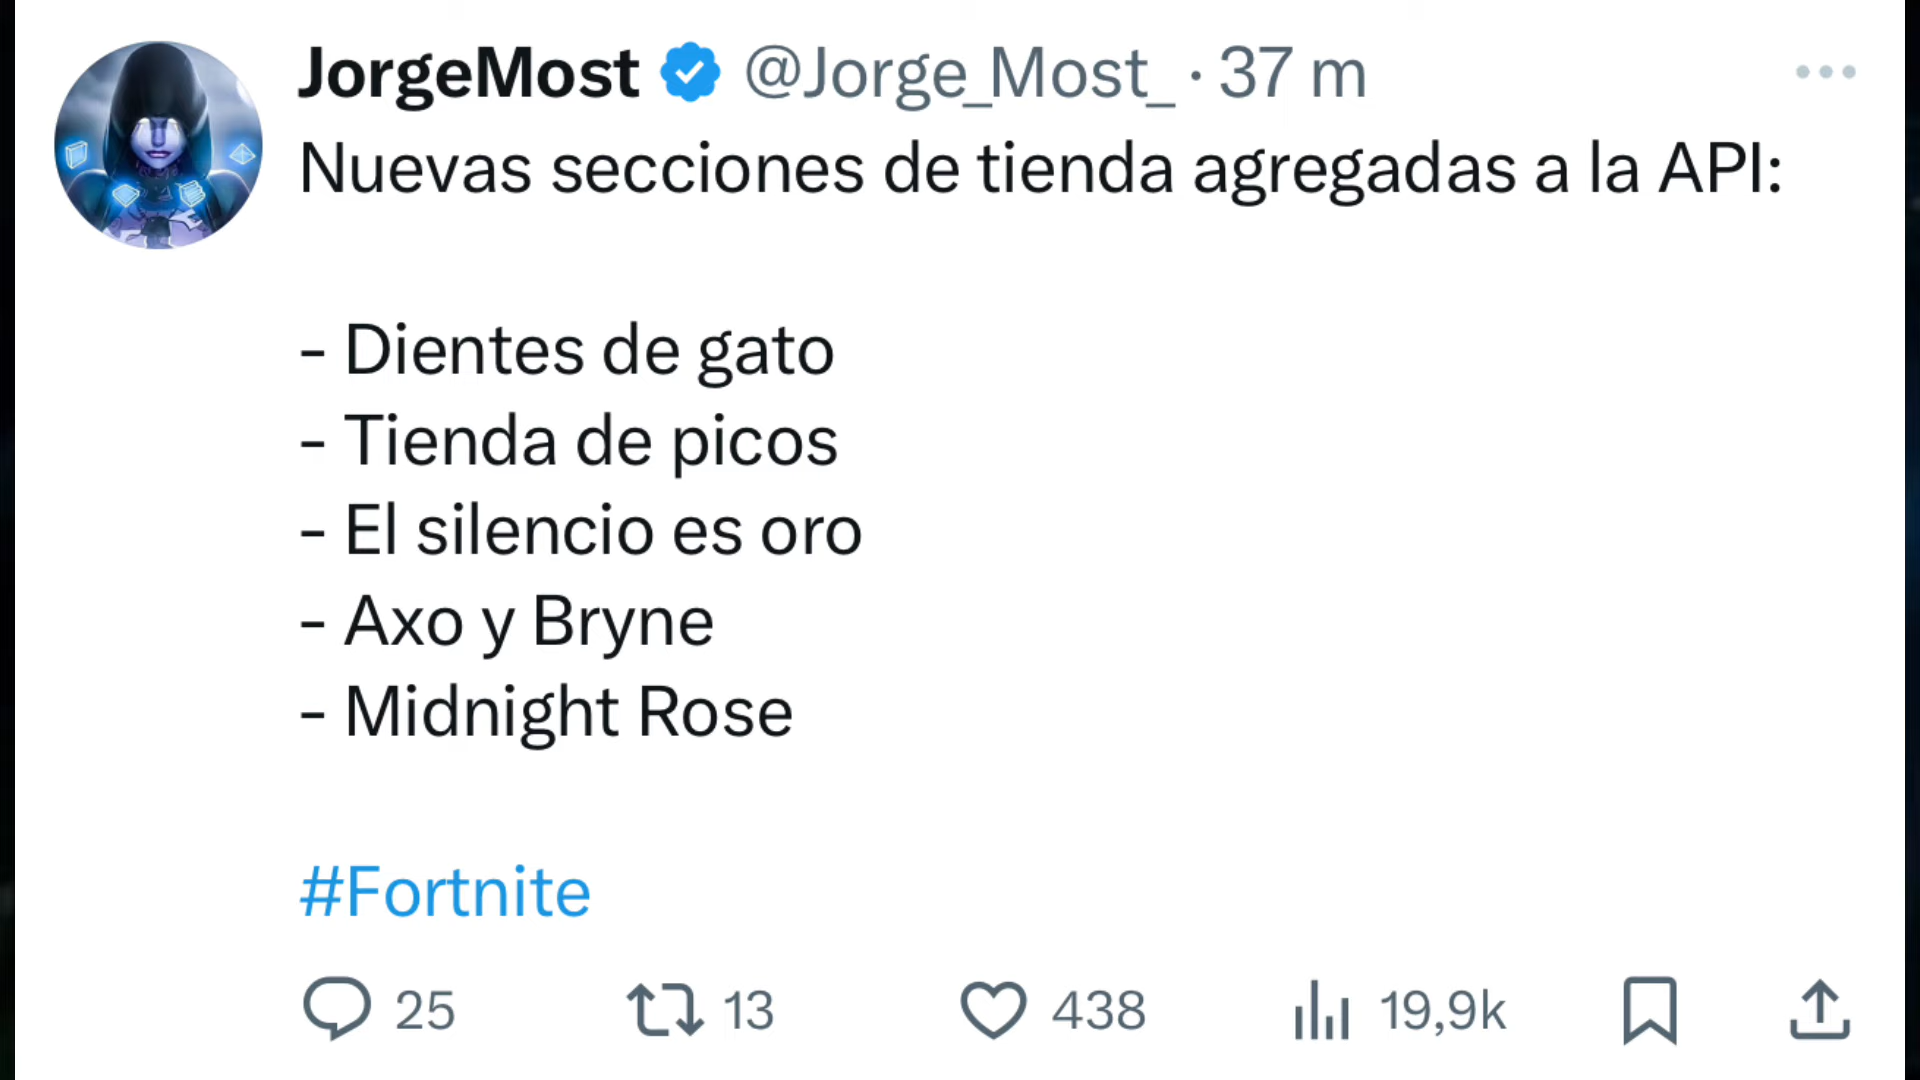 JorgeMost @Jorge_Most_ · 37 m
Nuevas secciones de tienda agregadas a la API:
- Dientes de gato
- Tienda de picos
- El silencio es oro
- Axo y Bryne
- Midnight Rose
#Fortnite
25 13 438 19,9k